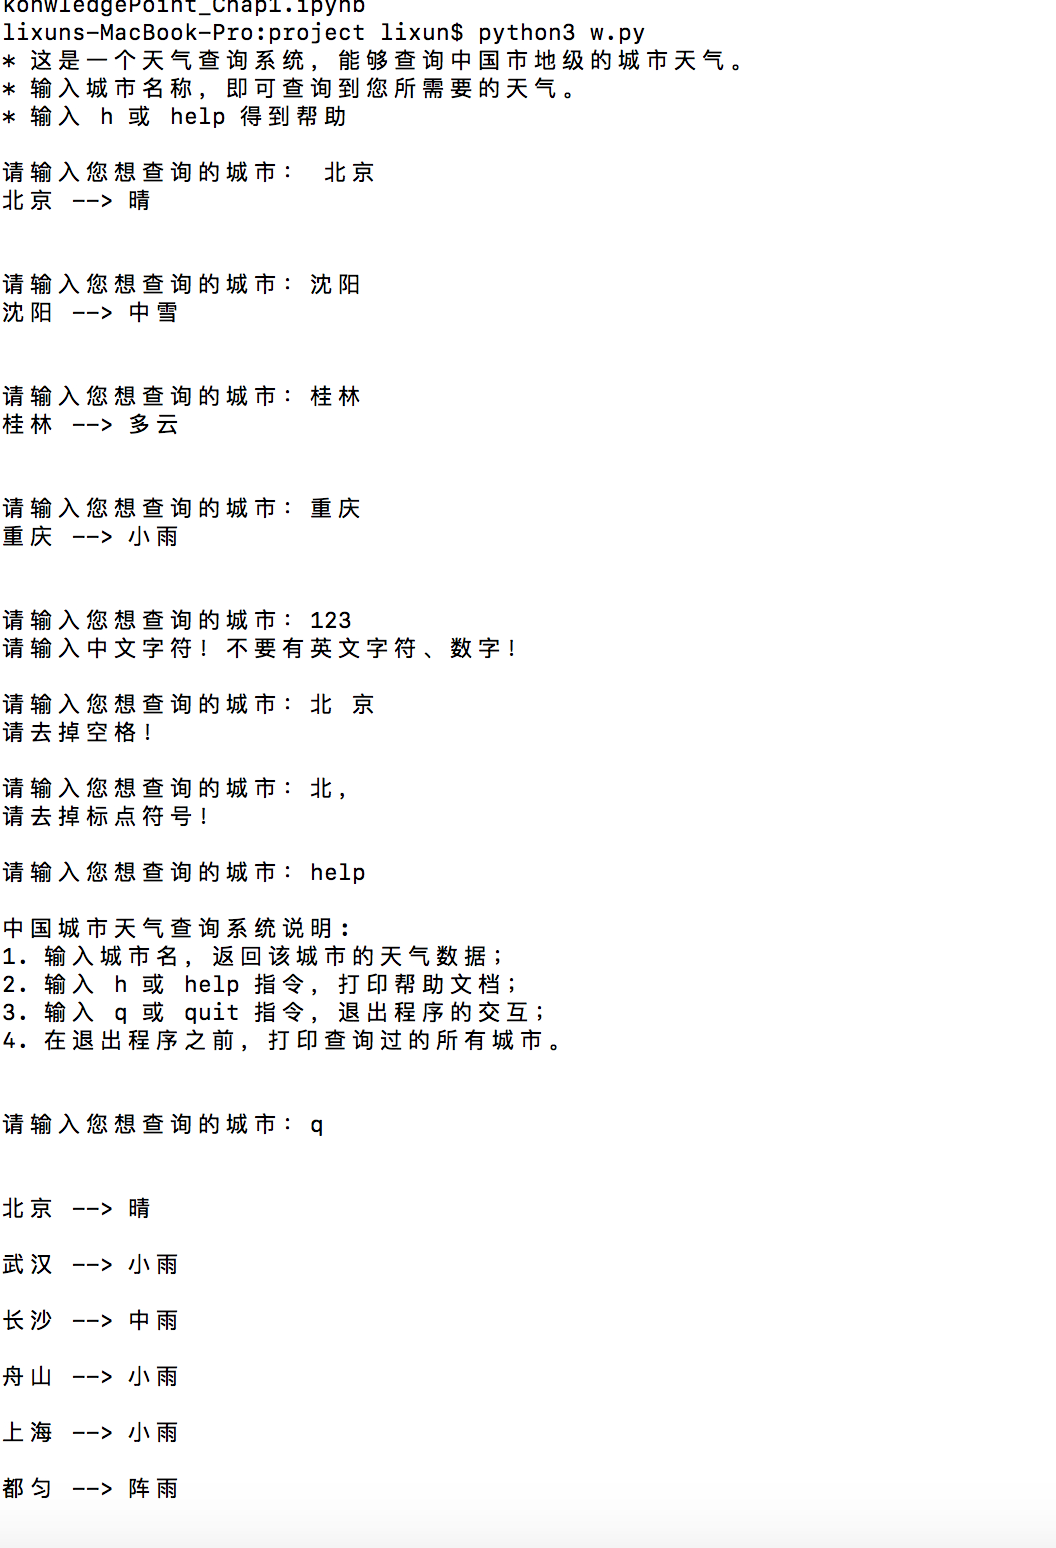 konwledgePoint_Chap1.ipynb
lixuns-MacBook-Pro:project lixun$ python3 w.py
* 这是一个天气查询系统，能够查询中国市地级的城市天气。
* 输入城市名称，即可查询到您所需要的天气。
* 输入 h 或 help 得到帮助
请输入您想查询的城市： 北京
北京 --> 晴
请输入您想查询的城市：沈阳
沈阳 --> 中雪
请输入您想查询的城市：桂林
桂林 --> 多云
请输入您想查询的城市：重庆
重庆 --> 小雨
请输入您想查询的城市：123
请输入中文字符！不要有英文字符、数字！
请输入您想查询的城市：北 京
请去掉空格！
请输入您想查询的城市：北，
请去掉标点符号！
请输入您想查询的城市：help
中国城市天气查询系统说明：
1. 输入城市名，返回该城市的天气数据；
2. 输入 h 或 help 指令，打印帮助文档；
3. 输入 q 或 quit 指令，退出程序的交互；
4. 在退出程序之前，打印查询过的所有城市。
请输入您想查询的城市：q
北京 --> 晴
武汉 --> 小雨
长沙 --> 中雨
舟山 --> 小雨
上海 --> 小雨
都匀 --> 阵雨